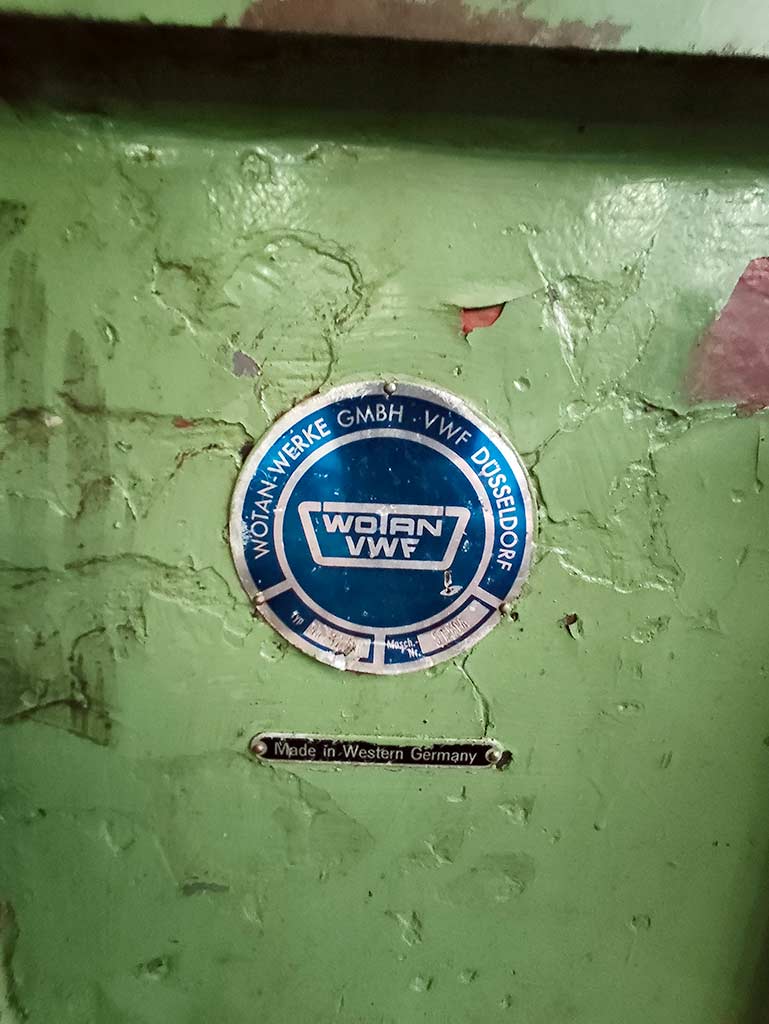 WOTAN-WERKE GMBH · VWF DÜSSELDORF
WOTAN
VWF
Typ
Masch.-
Nr.
Made in Western Germany